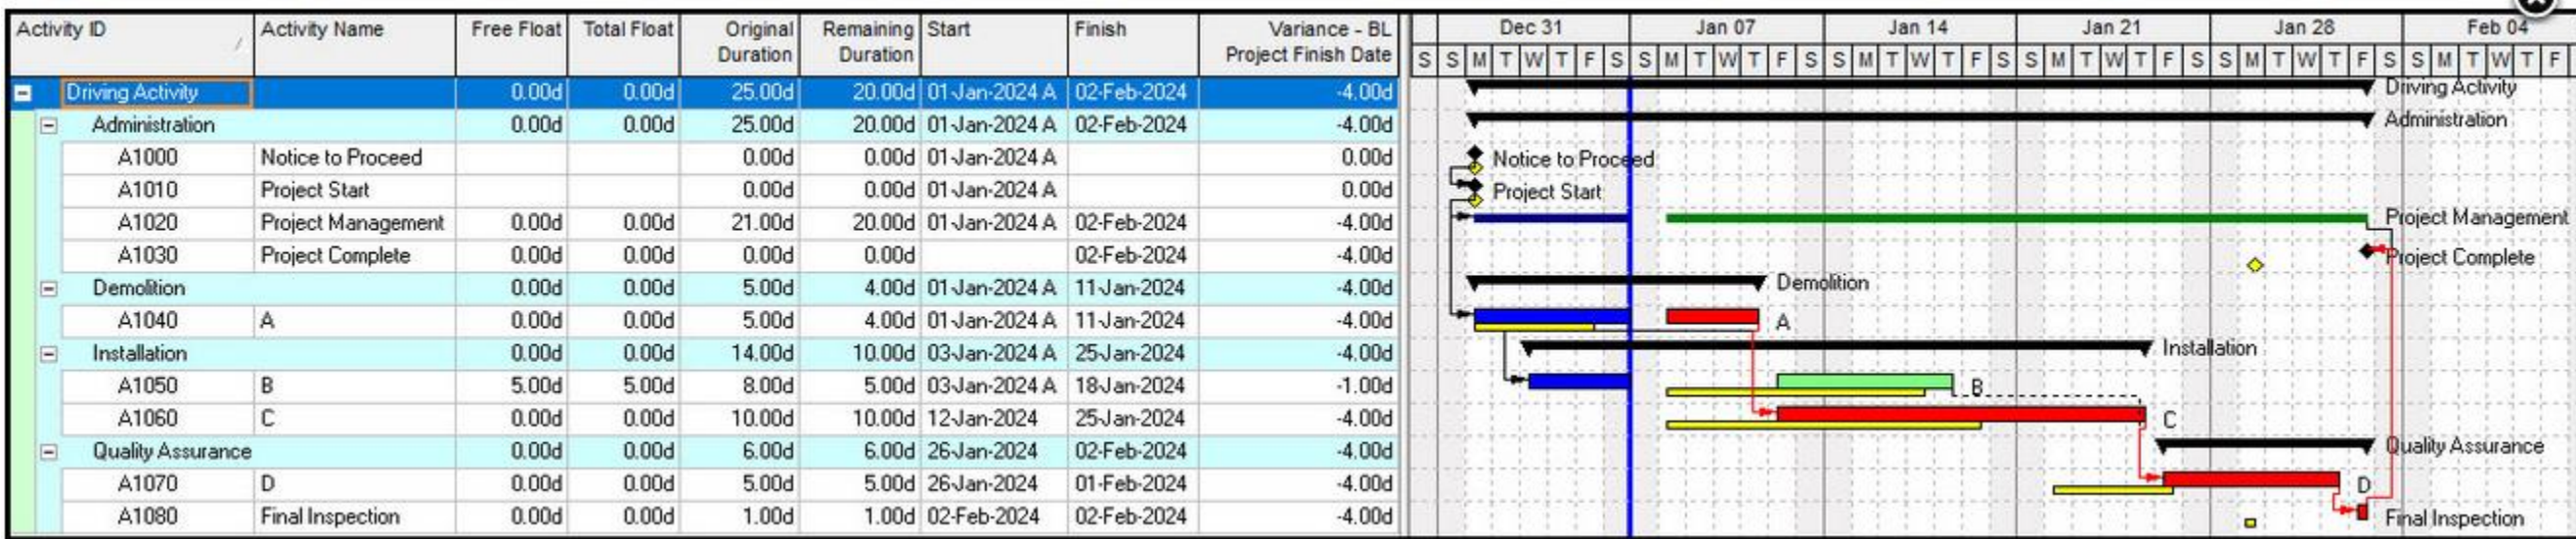 Activity ID Activity Name Free Float Total Float Original Duration Remaining Duration Start Finish Variance - BL Project Finish Date Dec 31 Jan 07 Jan 14 Jan 21 Jan 28 Feb 04
S S M T W T F S S M T W T F S S M T W T F S S M T W T F S S M T W T F S S M T W T F
Driving Activity 0.00d 0.00d 25.00d 20.00d 01-Jan-2024 A 02-Feb-2024 -4.00d Driving Activity
Administration 0.00d 0.00d 25.00d 20.00d 01-Jan-2024 A 02-Feb-2024 -4.00d Administration
A1000 Notice to Proceed 0.00d 0.00d 01-Jan-2024 A 0.00d Notice to Proceed
A1010 Project Start 0.00d 0.00d 01-Jan-2024 A 0.00d Project Start
A1020 Project Management 0.00d 0.00d 21.00d 20.00d 01-Jan-2024 A 02-Feb-2024 -4.00d Project Management
A1030 Project Complete 0.00d 0.00d 0.00d 0.00d 02-Feb-2024 -4.00d Project Complete
Demolition 0.00d 0.00d 5.00d 4.00d 01-Jan-2024 A 11-Jan-2024 -4.00d Demolition
A1040 A 0.00d 0.00d 5.00d 4.00d 01-Jan-2024 A 11-Jan-2024 -4.00d A
Installation 0.00d 0.00d 14.00d 10.00d 03-Jan-2024 A 25-Jan-2024 -4.00d Installation
A1050 B 5.00d 5.00d 8.00d 5.00d 03-Jan-2024 A 18-Jan-2024 -1.00d B
A1060 C 0.00d 0.00d 10.00d 10.00d 12-Jan-2024 25-Jan-2024 -4.00d C
Quality Assurance 0.00d 0.00d 6.00d 6.00d 26-Jan-2024 02-Feb-2024 -4.00d Quality Assurance
A1070 D 0.00d 0.00d 5.00d 5.00d 26-Jan-2024 01-Feb-2024 -4.00d D
A1080 Final Inspection 0.00d 0.00d 1.00d 1.00d 02-Feb-2024 02-Feb-2024 -4.00d Final Inspection